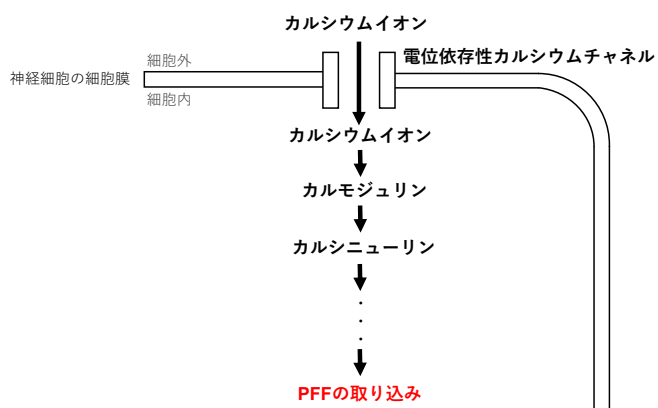 カルシウムイオン
細胞外
電位依存性カルシウムチャネル
神経細胞の細胞膜
細胞内
カルシウムイオン
カルモジュリン
カルシニューリン
・
・
・
PFFの取り込み